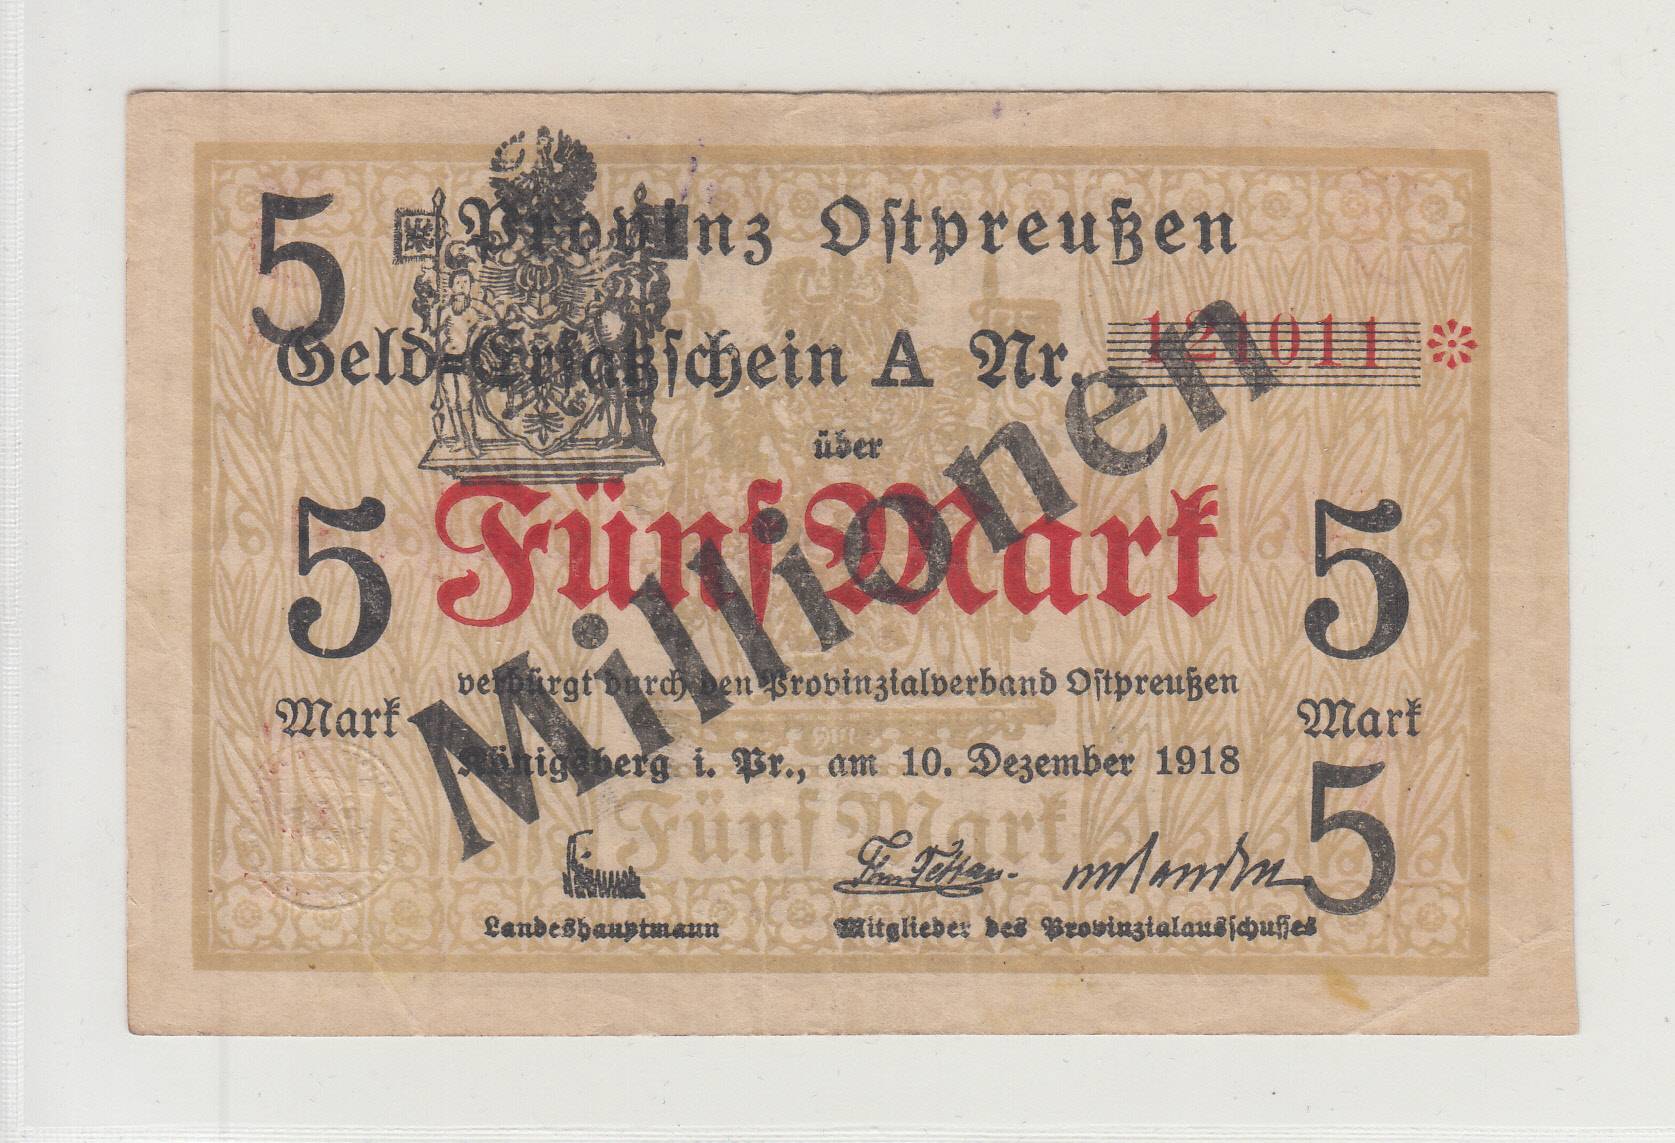 5
Provinz Ostpreußen
Geld-Ersatzschein A Nr. 121011
über
Fünf Mark
5
5
Millionen
verbürgt durch den Provinzialverband Ostpreußen
Mark
Mark
Königsberg i. Pr., am 10. Dezember 1918
5
Fünf Mark
Landeshauptmann
Mitglieder des Provinzialausschusses